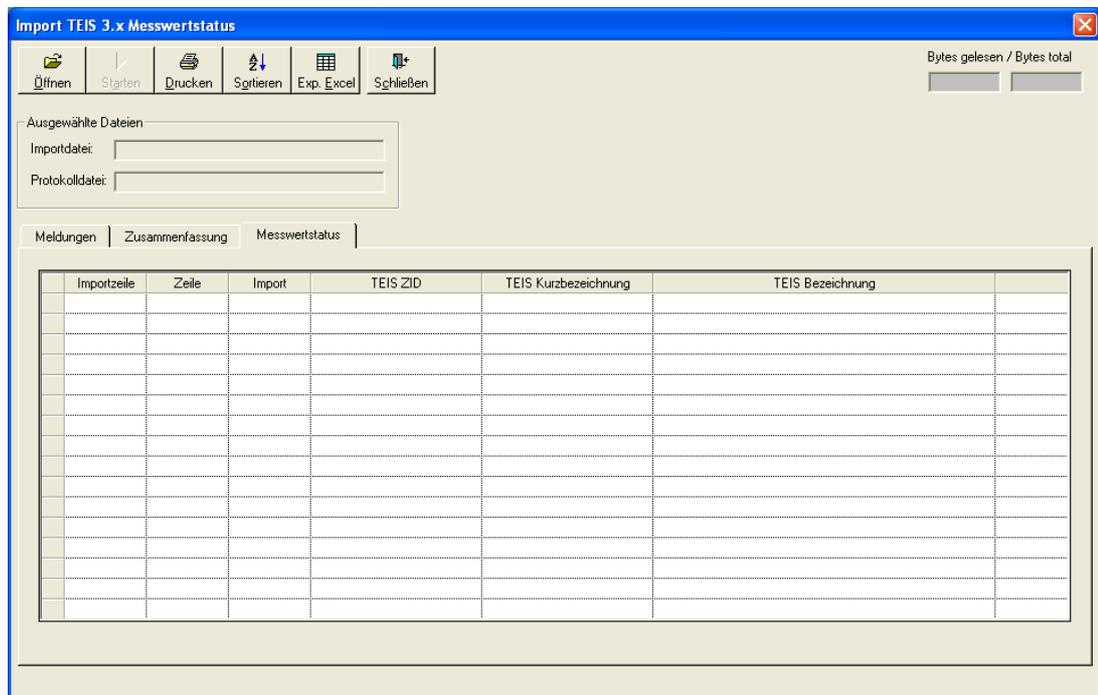 Import TEIS 3.x Messwertstatus
Öffnen Starten Drucken Sortieren Exp. Excel Schließen
Bytes gelesen / Bytes total
Ausgewählte Dateien
Importdatei:
Protokolldatei:
Meldungen Zusammenfassung Messwertstatus
Importzeile Zeile Import TEIS ZID TEIS Kurzbezeichnung TEIS Bezeichnung